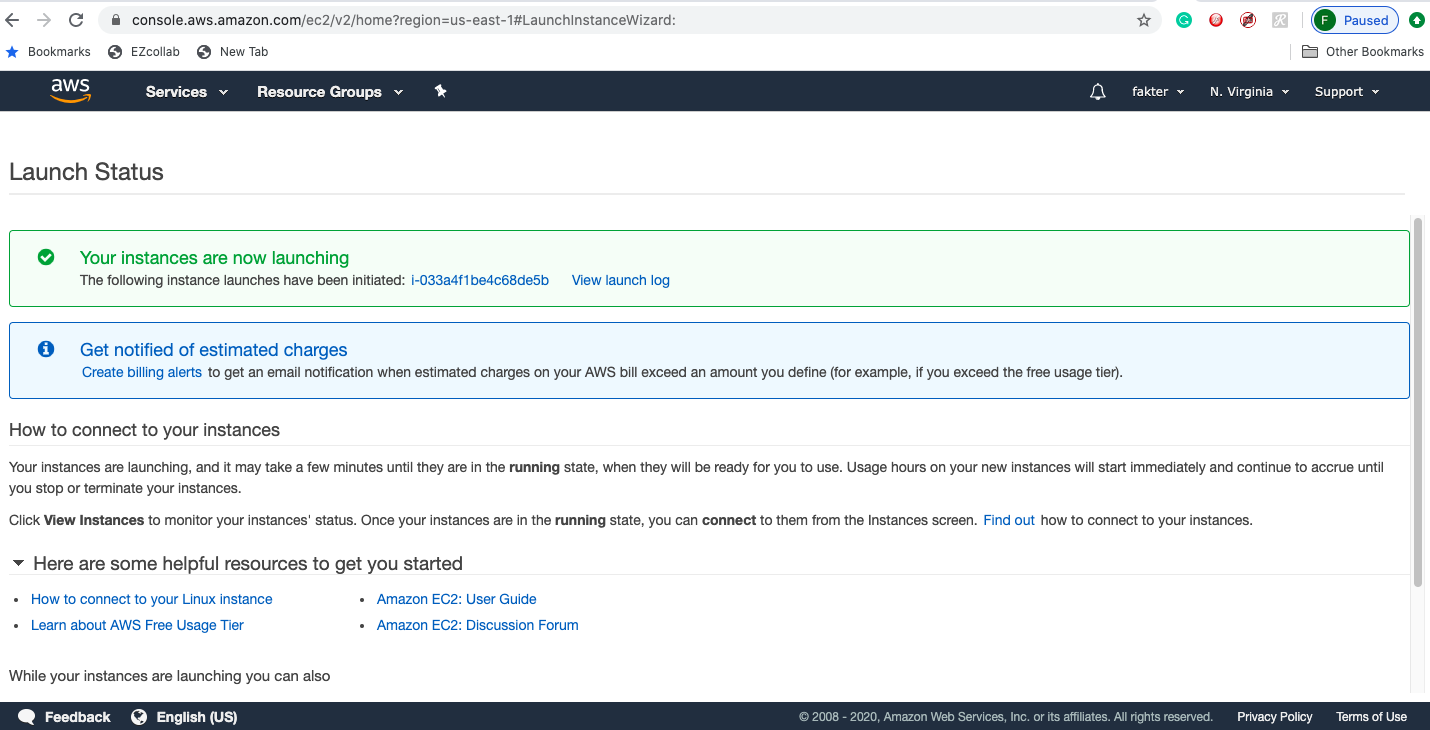 console.aws.amazon.com/ec2/v2/home?region=us-east-1#LaunchInstanceWizard:
F Paused
Bookmarks EZcollab New Tab Other Bookmarks
aws Services Resource Groups fakter N. Virginia Support
Launch Status
Your instances are now launching
The following instance launches have been initiated: i-033a4f1be4c68de5b View launch log
Get notified of estimated charges
Create billing alerts to get an email notification when estimated charges on your AWS bill exceed an amount you define (for example, if you exceed the free usage tier).
How to connect to your instances
Your instances are launching, and it may take a few minutes until they are in the running state, when they will be ready for you to use. Usage hours on your new instances will start immediately and continue to accrue until
you stop or terminate your instances.
Click View Instances to monitor your instances' status. Once your instances are in the running state, you can connect to them from the Instances screen. Find out how to connect to your instances.
Here are some helpful resources to get you started
• How to connect to your Linux instance • Amazon EC2: User Guide
• Learn about AWS Free Usage Tier • Amazon EC2: Discussion Forum
While your instances are launching you can also
Feedback English (US) © 2008 - 2020, Amazon Web Services, Inc. or its affiliates. All rights reserved. Privacy Policy Terms of Use